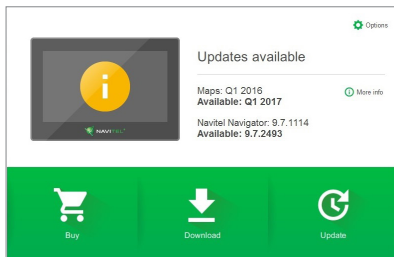 Options
Updates available
Maps: Q1 2016
Available: Q1 2017
More info
Navitel Navigator: 9.7.1114
Available: 9.7.2493
NAVITEL
Buy
Download
Update